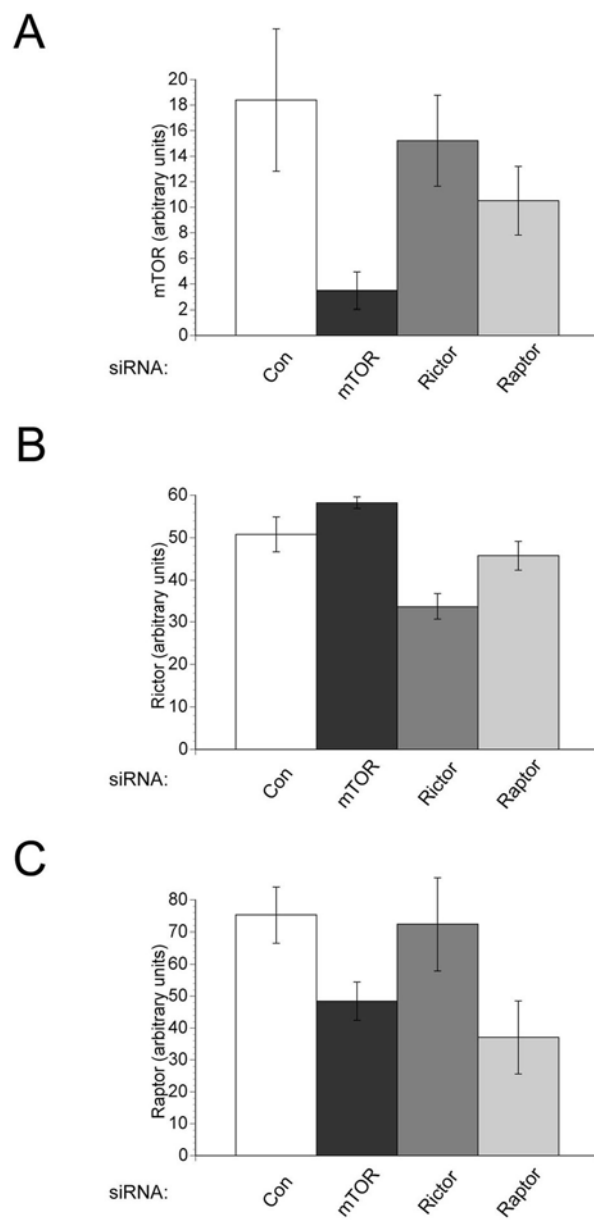 A
mTOR (arbitrary units)
20
18
16
14
12
10
8
6
4
2
0
siRNA:
Con
mTOR
Rictor
Raptor
B
Rictor (arbitrary units)
60
50
40
30
20
10
0
siRNA:
Con
mTOR
Rictor
Raptor
C
Raptor (arbitrary units)
80
70
60
50
40
30
20
10
0
siRNA:
Con
mTOR
Rictor
Raptor